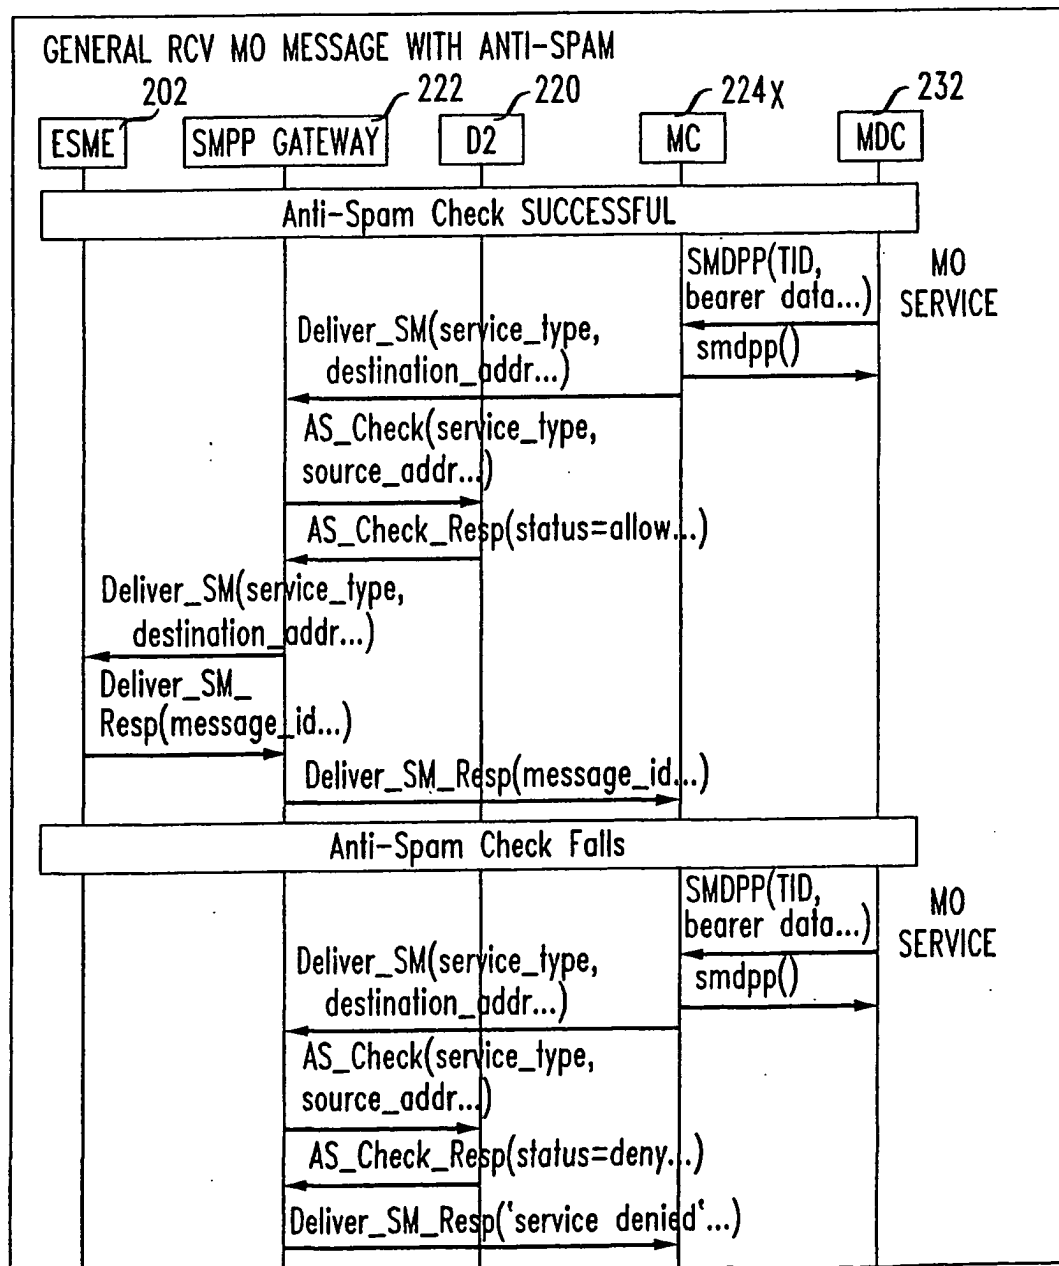 GENERAL RCV MO MESSAGE WITH ANTI-SPAM
202 222 220 224X 232
ESME SMPP GATEWAY D2 MC MDC
Anti-Spam Check SUCCESSFUL
SMDPP(TID,
bearer data...)
MO
SERVICE
smdpp()
Deliver_SM(service_type,
destination_addr...)
AS_Check(service_type,
source_addr...)
AS_Check_Resp(status=allow...)
Deliver_SM(service_type,
destination_addr...)
Deliver_SM_
Resp(message_id...)
Deliver_SM_Resp(message_id...)
Anti-Spam Check Falls
SMDPP(TID,
bearer data...)
MO
SERVICE
smdpp()
Deliver_SM(service_type,
destination_addr...)
AS_Check(service_type,
source_addr...)
AS_Check_Resp(status=deny...)
Deliver_SM_Resp('service denied'...)